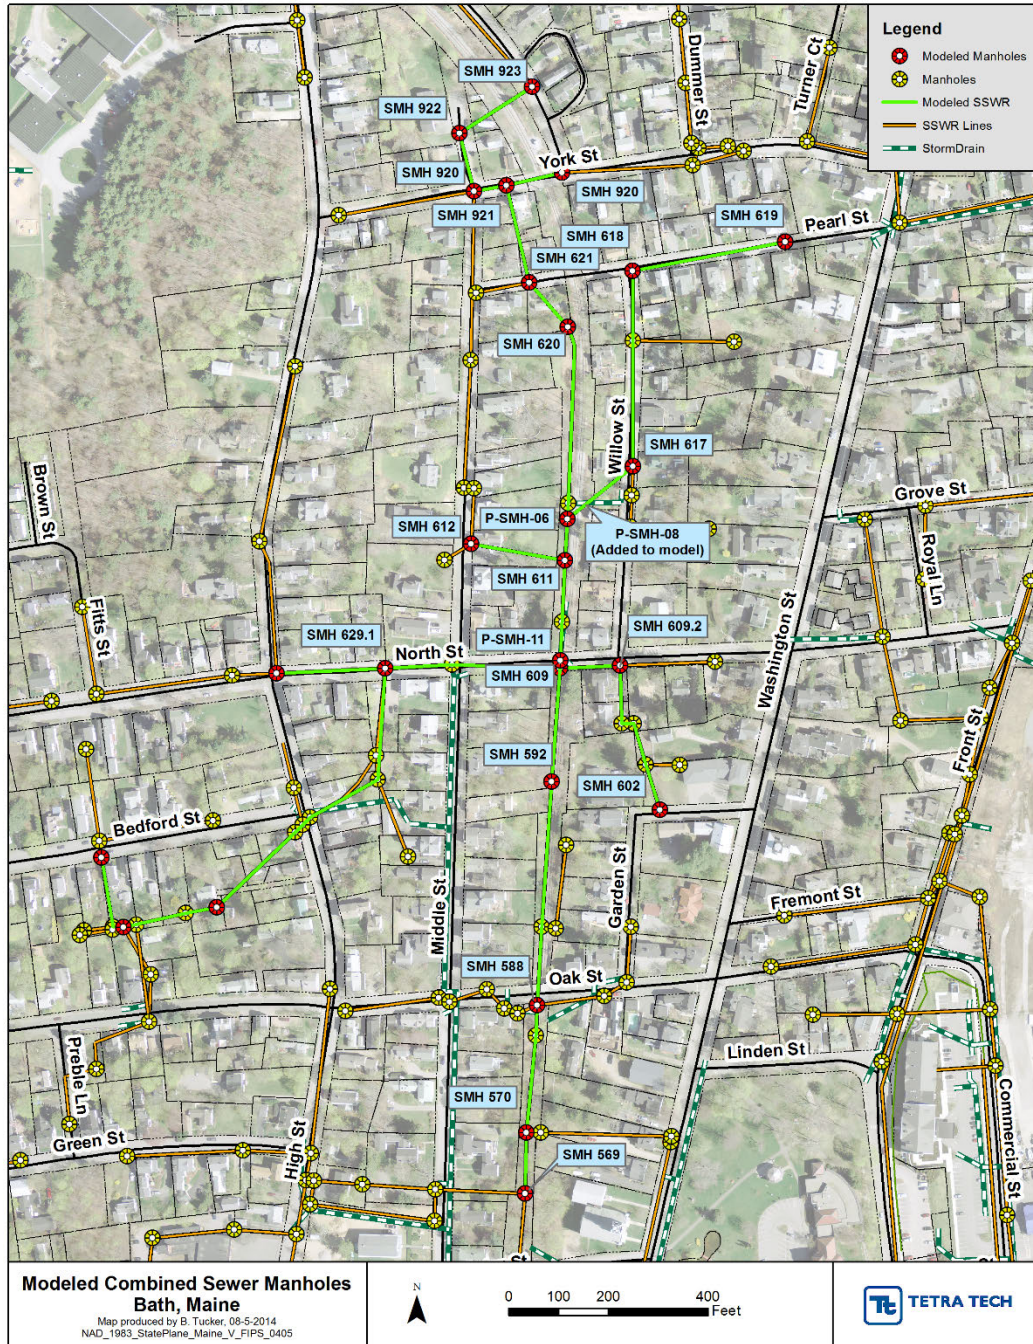 Legend
Modeled Manholes
Manholes
Modeled SSWR
SSWR Lines
StormDrain
Dummer St
Turner Ct
SMH 923
SMH 922
York St
SMH 920
SMH 920
SMH 921
SMH 619
Pearl St
SMH 618
SMH 621
SMH 620
Willow St
SMH 617
Brown St
Grove St
SMH 612
P-SMH-06
P-SMH-08
(Added to model)
Royal Ln
SMH 611
Fitts St
SMH 629.1
P-SMH-11
SMH 609.2
North St
SMH 609
Washington St
Front St
SMH 592
SMH 602
Bedford St
Middle St
Garden St
Fremont St
SMH 588
Oak St
Preble Ln
Linden St
SMH 570
Commercial St
Green St
High St
SMH 569
St
St
Modeled Combined Sewer Manholes
Bath, Maine
Map produced by B. Tucker, 08-5-2014
NAD_1983_StatePlane_Maine_V_FIPS_0405
N
0 100 200 400
Feet
Tt
TETRA TECH